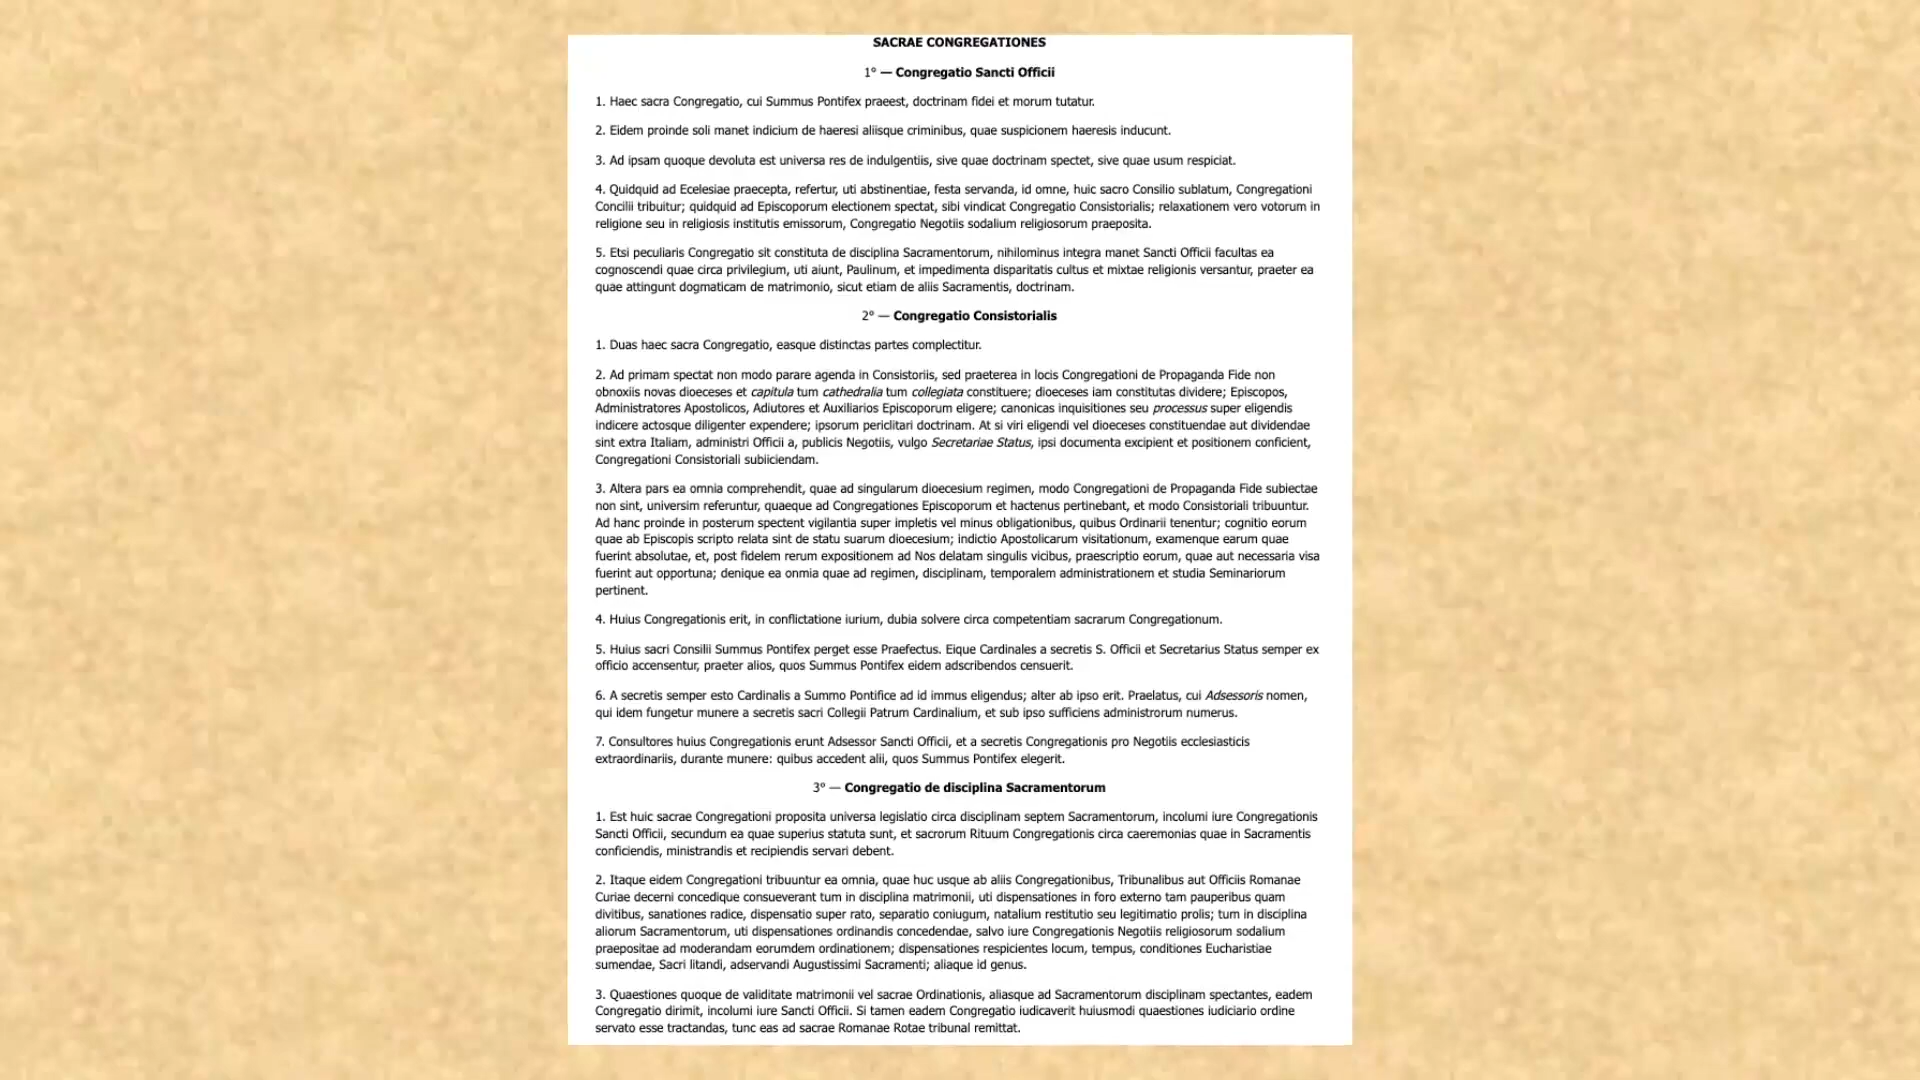 SACRAE CONGREGATIONES
1° — Congregatio Sancti Officii
1. Haec sacra Congregatio, cui Summus Pontifex praeest, doctrinam fidei et morum tutatur.
2. Eidem proinde soli manet indicium de haeresi aliisque criminibus, quae suspicionem haeresis inducunt.
3. Ad ipsam quoque devoluta est universa res de indulgentiis, sive quae doctrinam spectet, sive quae usum respiciat.
4. Quidquid ad Ecelesiae praecepta, refertur, uti abstinentiae, festa servanda, id omne, huic sacro Consilio sublatum, Congregationi
Concilii tribuitur; quidquid ad Episcoporum electionem spectat, sibi vindicat Congregatio Consistorialis; relaxationem vero votorum in
religione seu in religiosis institutis emissorum, Congregatio Negotiis sodalium religiosorum praeposita.
5. Etsi peculiaris Congregatio sit constituta de disciplina Sacramentorum, nihilominus integra manet Sancti Officii facultas ea
cognoscendi quae circa privilegium, uti aiunt, Paulinum, et impedimenta disparitatis cultus et mixtae religionis versantur, praeter ea
quae attingunt dogmaticam de matrimonio, sicut etiam de aliis Sacramentis, doctrinam.
2° — Congregatio Consistorialis
1. Duas haec sacra Congregatio, easque distinctas partes complectitur.
2. Ad primam spectat non modo parare agenda in Consistoriis, sed praeterea in locis Congregationi de Propaganda Fide non
obnoxiis novas dioeceses et capitula tum cathedralia tum collegiata constituere; dioeceses iam constitutas dividere; Episcopos,
Administratores Apostolicos, Adiutores et Auxiliarios Episcoporum eligere; canonicas inquisitiones seu processus super eligendis
indicere actosque diligenter expendere; ipsorum periclitari doctrinam. At si viri eligendi vel dioeceses constituendae aut dividendae
sint extra Italiam, administri Officii a, publicis Negotiis, vulgo Secretariae Status, ipsi documenta excipient et positionem conficient,
Congregationi Consistoriali subiiciendam.
3. Altera pars ea omnia comprehendit, quae ad singularum dioecesium regimen, modo Congregationi de Propaganda Fide subiectae
non sint, universim referuntur, quaeque ad Congregationes Episcoporum et hactenus pertinebant, et modo Consistoriali tribuuntur.
Ad hanc proinde in posterum spectent vigilantia super impletis vel minus obligationibus, quibus Ordinarii tenentur; cognitio eorum
quae ab Episcopis scripto relata sint de statu suarum dioecesium; indictio Apostolicarum visitationum, examenque earum quae
fuerint absolutae, et, post fidelem rerum expositionem ad Nos delatam singulis vicibus, praescriptio eorum, quae aut necessaria visa
fuerint aut opportuna; denique ea onmia quae ad regimen, disciplinam, temporalem administrationem et studia Seminariorum
pertinent.
4. Huius Congregationis erit, in conflictatione iurium, dubia solvere circa competentiam sacrarum Congregationum.
5. Huius sacri Consilii Summus Pontifex perget esse Praefectus. Eique Cardinales a secretis S. Officii et Secretarius Status semper ex
officio accensentur, praeter alios, quos Summus Pontifex eidem adscribendos censuerit.
6. A secretis semper esto Cardinalis a Summo Pontifice ad id immus eligendus; alter ab ipso erit. Praelatus, cui Adsessoris nomen,
qui idem fungetur munere a secretis sacri Collegii Patrum Cardinalium, et sub ipso sufficiens administrorum numerus.
7. Consultores huius Congregationis erunt Adsessor Sancti Officii, et a secretis Congregationis pro Negotiis ecclesiasticis
extraordinariis, durante munere: quibus accedent alii, quos Summus Pontifex elegerit.
3° — Congregatio de disciplina Sacramentorum
1. Est huic sacrae Congregationi proposita universa legislatio circa disciplinam septem Sacramentorum, incolumi iure Congregationis
Sancti Officii, secundum ea quae superius statuta sunt, et sacrorum Rituum Congregationis circa caeremonias quae in Sacramentis
conficiendis, ministrandis et recipiendis servari debent.
2. Itaque eidem Congregationi tribuuntur ea omnia, quae huc usque ab aliis Congregationibus, Tribunalibus aut Officiis Romanae
Curiae decerni concedique consueverant tum in disciplina matrimonii, uti dispensationes in foro externo tam pauperibus quam
divitibus, sanationes radice, dispensatio super rato, separatio coniugum, natalium restitutio seu legitimatio prolis; tum in disciplina
aliorum Sacramentorum, uti dispensationes ordinandis concedendae, salvo iure Congregationis Negotiis religiosorum sodalium
praepositae ad moderandam eorumdem ordinationem; dispensationes respicientes locum, tempus, conditiones Eucharistiae
sumendae, Sacri litandi, adservandi Augustissimi Sacramenti; aliaque id genus.
3. Quaestiones quoque de validitate matrimonii vel sacrae Ordinationis, aliasque ad Sacramentorum disciplinam spectantes, eadem
Congregatio dirimit, incolumi iure Sancti Officii. Si tamen eadem Congregatio iudicaverit huiusmodi quaestiones iudiciario ordine
servato esse tractandas, tunc eas ad sacrae Romanae Rotae tribunal remittat.